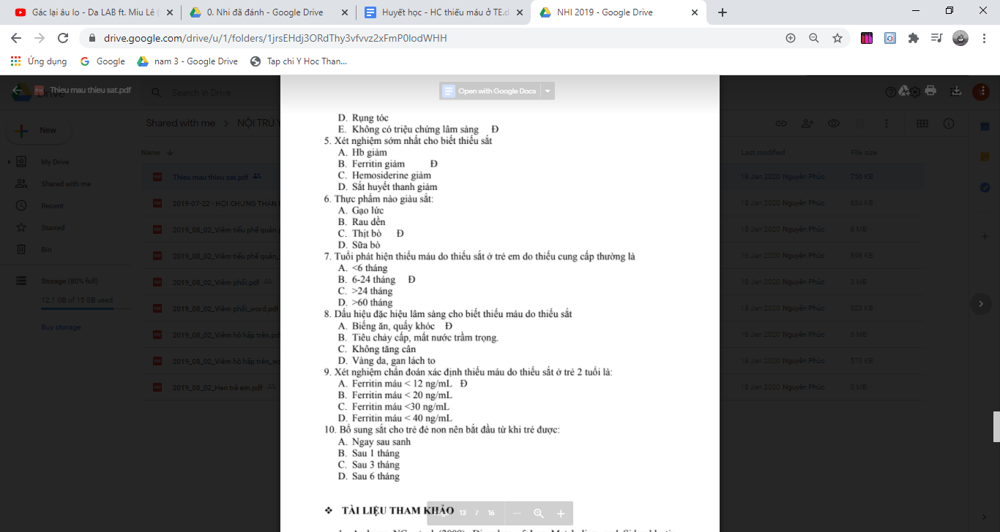 Gác lại âu lo - Da LAB ft. Miu Lê
0. Nhi đã đánh - Google Drive
Huyết học - HC thiếu máu ở TE.d
NHI 2019 - Google Drive
drive.google.com/drive/u/1/folders/1jrsEHdj3ORdThy3vfvvz2xFmP0lodWHH
Ứng dụng
Google
nam 3 - Google Drive
Tap chi Y Hoc Than...
Thieu mau thieu sat.pdf
Drive
Search in Drive
Open with Google Docs
New
Shared with me > NỘI TRÚ
My Drive
Shared with me
Recent
Starred
Bin
Storage (80% full)
12.1 GB of 15 GB used
Buy storage
Name
Last modified
File size
Thieu mau thieu sat.pdf
18 Jan 2020 Nguyên Phúc
756 KB
2019-07-22 - HỘI CHỨNG THẬN
18 Jan 2020 Nguyên Phúc
634 KB
2019_08_02_Viêm tiểu phế quản.
18 Jan 2020 Nguyên Phúc
8 MB
2019_08_02_Viêm tiểu phế quản_
18 Jan 2020 Nguyên Phúc
898 KB
2019_08_02_Viêm phổi.pdf
18 Jan 2020 Nguyên Phúc
3 MB
2019_08_02_Viêm phổi_word.pdf
18 Jan 2020 Nguyên Phúc
323 KB
2019_08_02_Viêm hô hấp trên.pd
18 Jan 2020 Nguyên Phúc
6 MB
2019_08_02_Viêm hô hấp trên_wo
18 Jan 2020 Nguyên Phúc
573 KB
2019_08_02_Hen trẻ em.pdf
18 Jan 2020 Nguyên Phúc
3 MB
D. Rụng tóc
E. Không có triệu chứng lâm sàng Đ
5. Xét nghiệm sớm nhất cho biết thiếu sắt
A. Hb giảm
B. Ferritin giảm Đ
C. Hemosiderine giảm
D. Sắt huyết thanh giảm
6. Thực phẩm nào giàu sắt:
A. Gạo lức
B. Rau dền
C. Thịt bò Đ
D. Sữa bò
7. Tuổi phát hiện thiếu máu do thiếu sắt ở trẻ em do thiếu cung cấp thường là
A. <6 tháng
B. 6-24 tháng Đ
C. >24 tháng
D. >60 tháng
8. Dấu hiệu đặc hiệu lâm sàng cho biết thiếu máu do thiếu sắt
A. Biếng ăn, quấy khóc Đ
B. Tiêu chảy cấp, mất nước trầm trọng.
C. Không tăng cân
D. Vàng da, gan lách to
9. Xét nghiệm chẩn đoán xác định thiếu máu do thiếu sắt ở trẻ 2 tuổi là:
A. Ferritin máu < 12 ng/mL Đ
B. Ferritin máu < 20 ng/mL
C. Ferritin máu <30 ng/mL
D. Ferritin máu < 40 ng/mL
10. Bổ sung sắt cho trẻ đẻ non nên bắt đầu từ khi trẻ được:
A. Ngay sau sanh
B. Sau 1 tháng
C. Sau 3 tháng
D. Sau 6 tháng
❖ TÀI LIỆU THAM KHẢO
13 / 16